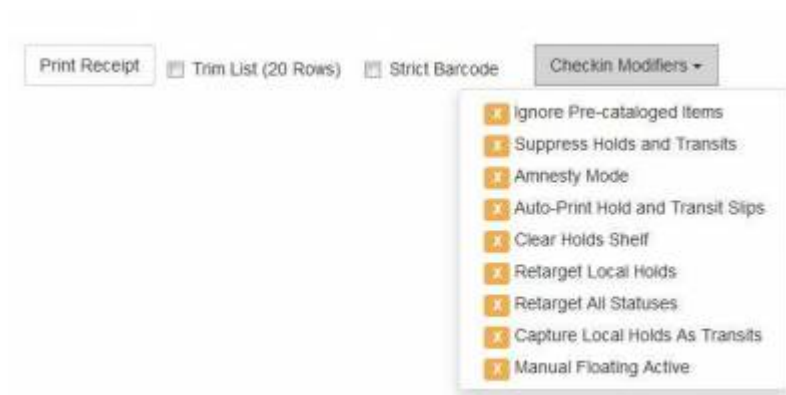 Print Receipt Trim List (20 Rows) Strict Barcode Checkin Modifiers
X Ignore Pre-cataloged Items
X Suppress Holds and Transits
X Amnesty Mode
X Auto-Print Hold and Transit Slips
X Clear Holds Shelf
X Retarget Local Holds
X Retarget All Statuses
X Capture Local Holds As Transits
X Manual Floating Active